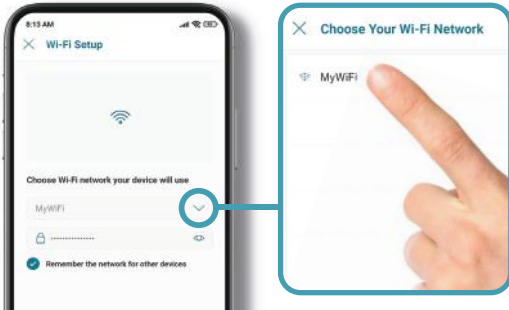 8:13 AM
Wi-Fi Setup
Choose Wi-Fi network your device will use
MyWiFi
Remember the network for other devices
Choose Your Wi-Fi Network
MyWiFi